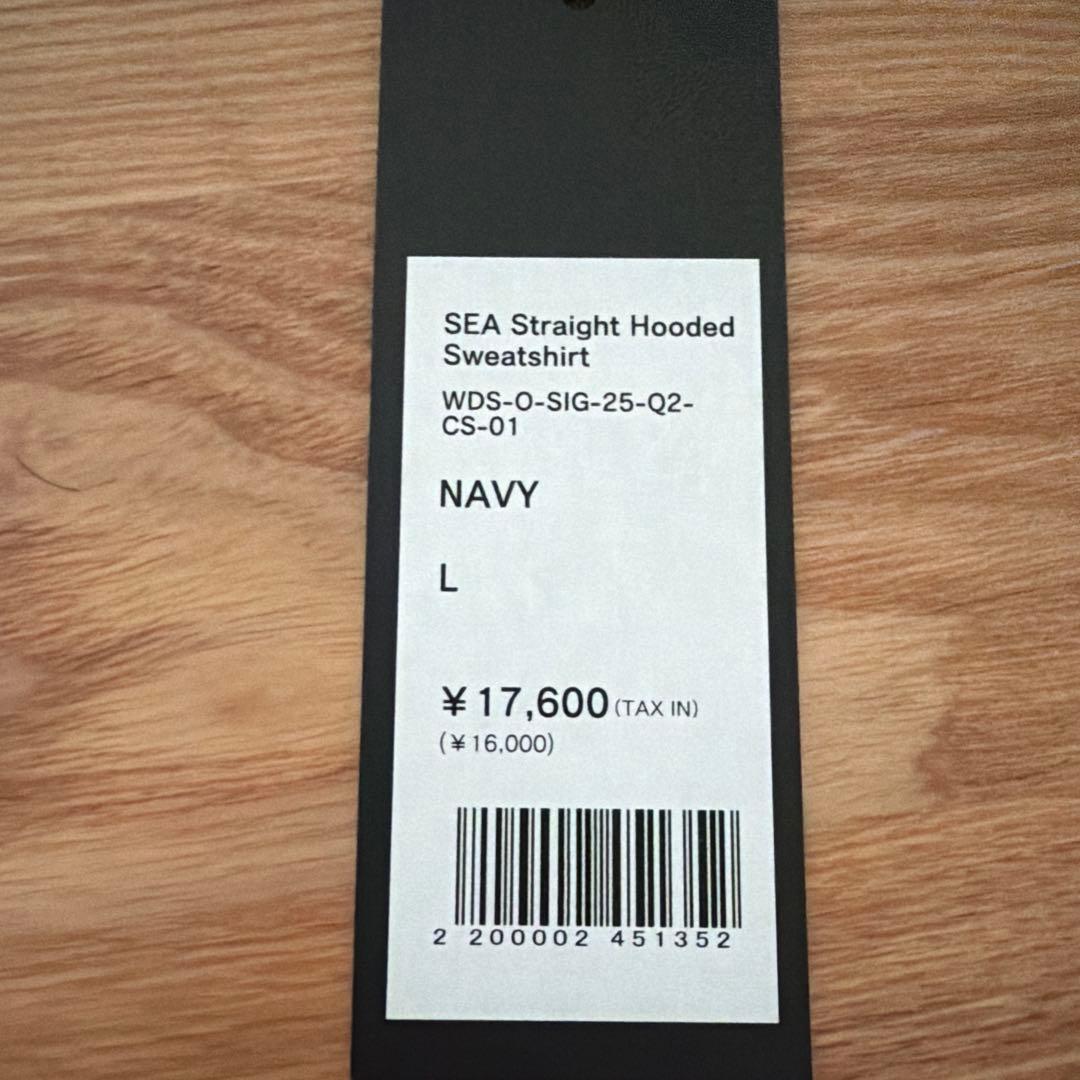 SEA Straight Hooded
Sweatshirt
WDS-O-SIG-25-Q2-
CS-01
NAVY
L
¥17,600(TAX IN)
(¥16,000)
2 200002 451352